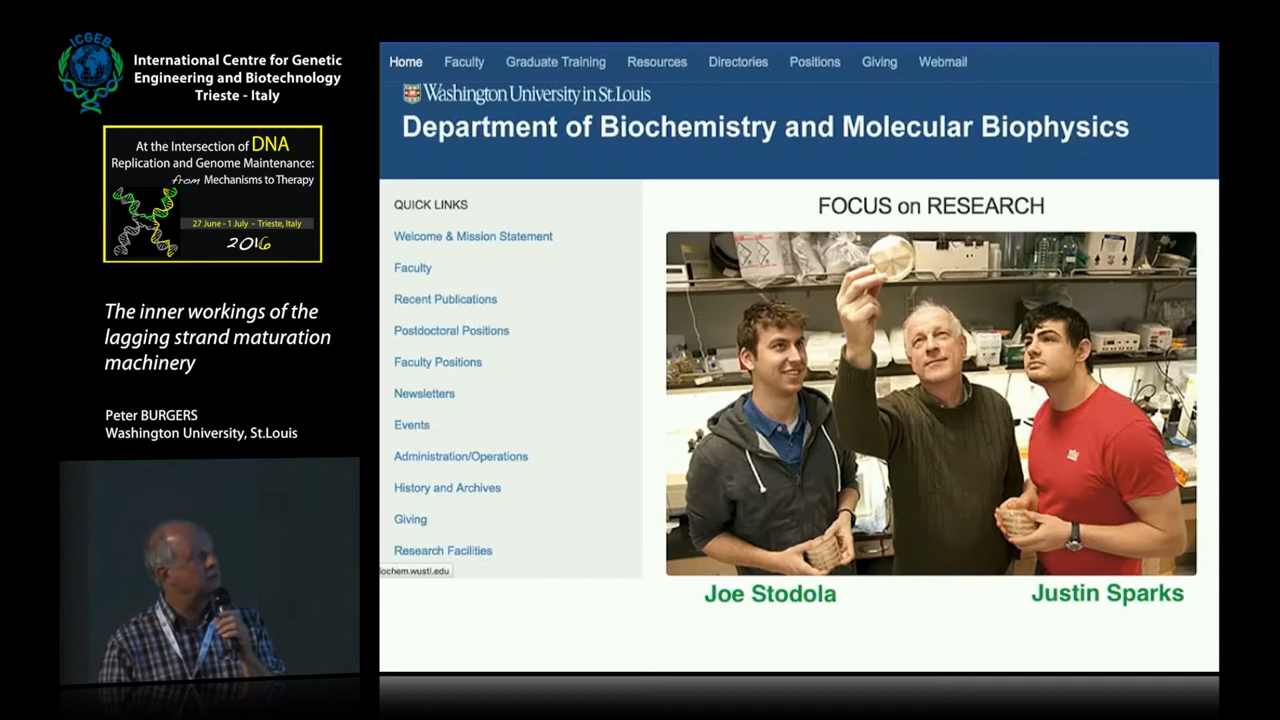 ICGEB
International Centre for Genetic
Engineering and Biotechnology
Trieste - Italy
At the Intersection of DNA
Replication and Genome Maintenance:
from Mechanisms to Therapy
27 June - 1 July - Trieste, Italy
2016
The inner workings of the
lagging strand maturation
machinery
Peter BURGERS
Washington University, St.Louis
Home Faculty Graduate Training Resources Directories Positions Giving Webmail
Washington University in St. Louis
Department of Biochemistry and Molecular Biophysics
QUICK LINKS
Welcome & Mission Statement
Faculty
Recent Publications
Postdoctoral Positions
Faculty Positions
Newsletters
Events
Administration/Operations
History and Archives
Giving
Research Facilities
iochem.wustl.edu
FOCUS on RESEARCH
Joe Stodola
Justin Sparks